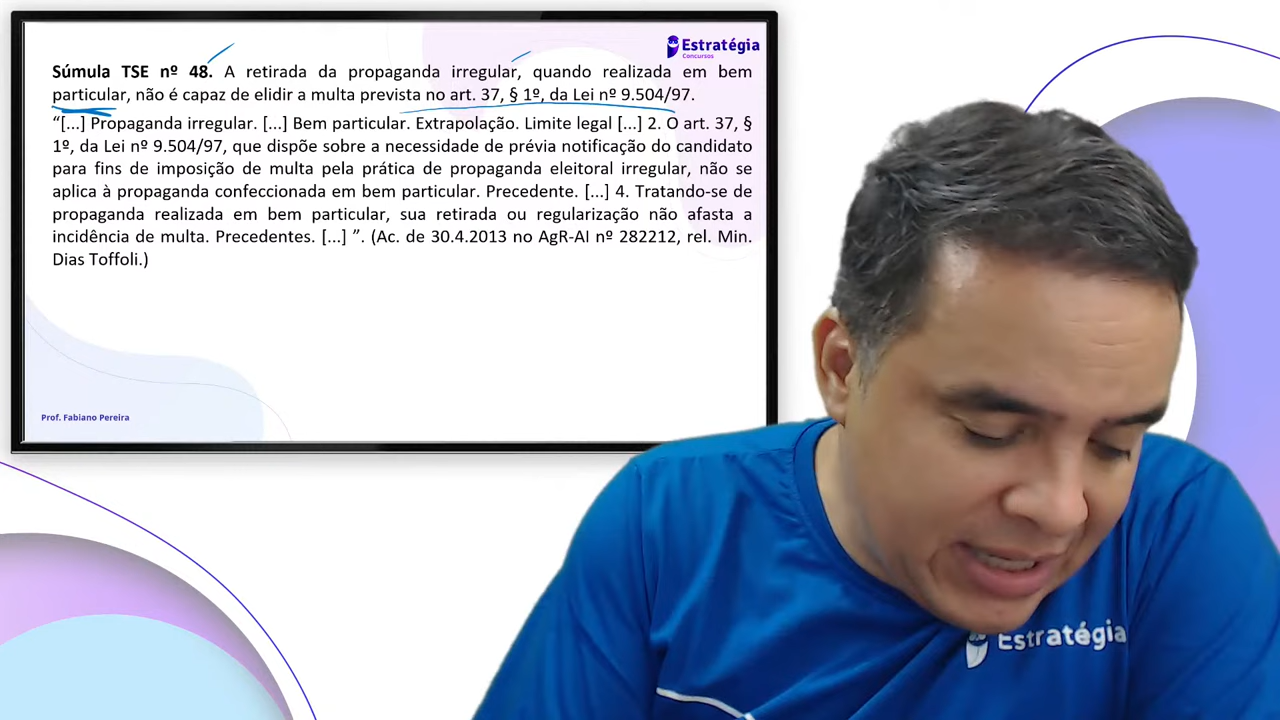 Estratégia
Concursos
Súmula TSE nº 48. A retirada da propaganda irregular, quando realizada em bem
particular, não é capaz de elidir a multa prevista no art. 37, § 1º, da Lei nº 9.504/97.
“[...] Propaganda irregular. [...] Bem particular. Extrapolação. Limite legal [...] 2. O art. 37, §
1º, da Lei nº 9.504/97, que dispõe sobre a necessidade de prévia notificação do candidato
para fins de imposição de multa pela prática de propaganda eleitoral irregular, não se
aplica à propaganda confeccionada em bem particular. Precedente. [...] 4. Tratando-se de
propaganda realizada em bem particular, sua retirada ou regularização não afasta a
incidência de multa. Precedentes. [...] ”. (Ac. de 30.4.2013 no AgR-AI nº 282212, rel. Min.
Dias Toffoli.)
Prof. Fabiano Pereira
Estratégia